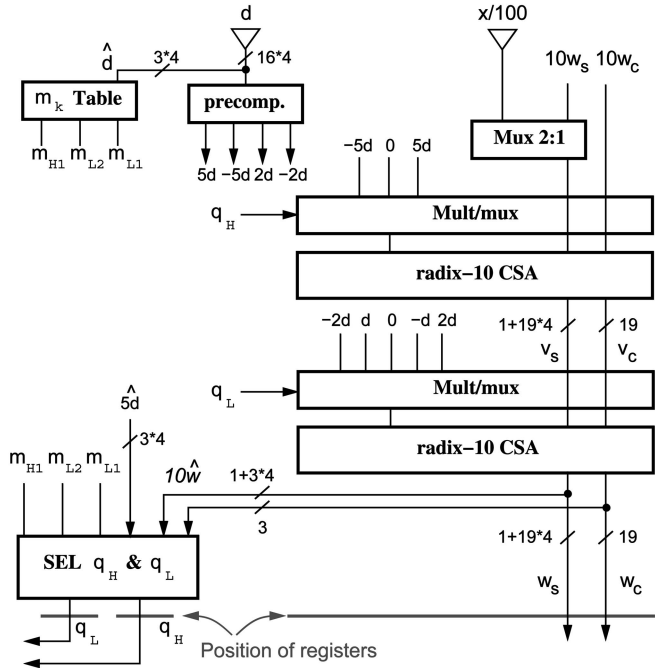 d
x/100
d̂
3*4
16*4
10w_s
10w_c
m_k Table
precomp.
Mux 2:1
m_H1
m_L2
m_L1
5d
−5d
2d
−2d
−5d
0
5d
q_H
Mult/mux
radix−10 CSA
−2d
d
0
−d
2d
1+19*4
19
v_s
v_c
q_L
Mult/mux
5d̂
3*4
radix−10 CSA
m_H1
m_L2
m_L1
10ŵ
1+3*4
3
SEL q_H & q_L
1+19*4
19
w_s
w_c
q_L
q_H
Position of registers